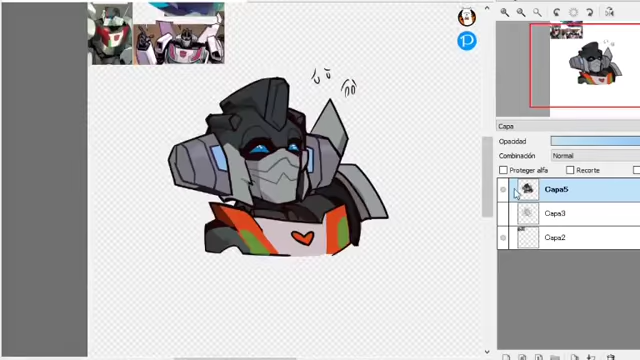 P
Capa
Opacidad
Combinación Normal
Proteger alfa Recorte
Capa5
Capa3
Capa2